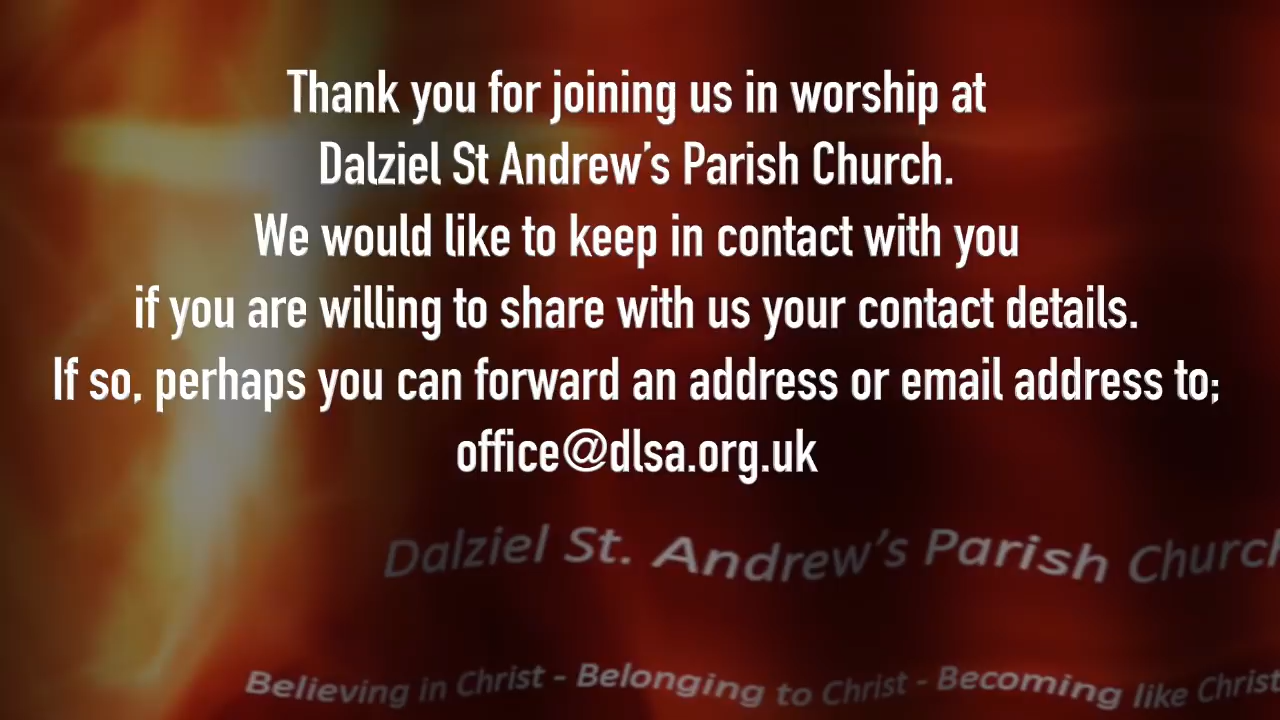 Thank you for joining us in worship at
Dalziel St Andrew’s Parish Church.
We would like to keep in contact with you
if you are willing to share with us your contact details.
If so, perhaps you can forward an address or email address to;
office@dlsa.org.uk
Dalziel St. Andrew’s Parish Church
Believing in Christ - Belonging to Christ - Becoming like Christ